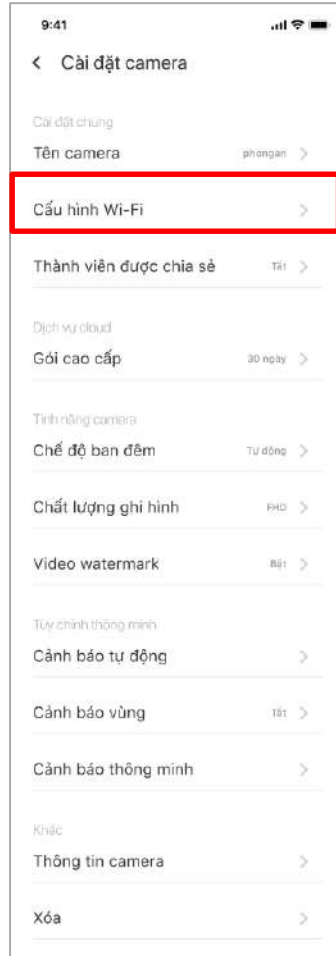 9:41
Cài đặt camera
Cài đặt chung
Tên camera phongan
Cấu hình Wi-Fi
Thành viên được chia sẻ Tắt
Dịch vụ cloud
Gói cao cấp 30 ngày
Tính năng camera
Chế độ ban đêm Tự động
Chất lượng ghi hình FHD
Video watermark Bật
Tùy chỉnh thông minh
Cảnh báo tự động
Cảnh báo vùng Tắt
Cảnh báo thông minh
Khác
Thông tin camera
Xóa